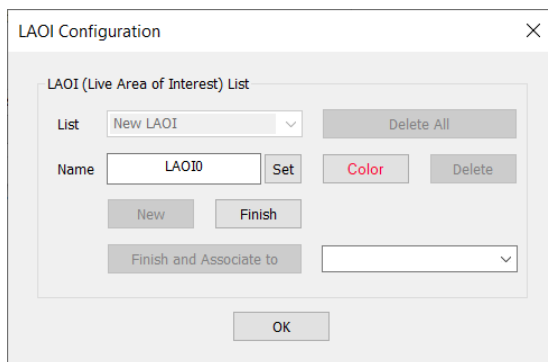 LAOI Configuration
LAOI (Live Area of Interest) List
List New LAOI Delete All
Name LAOI0 Set Color Delete
New Finish
Finish and Associate to
OK